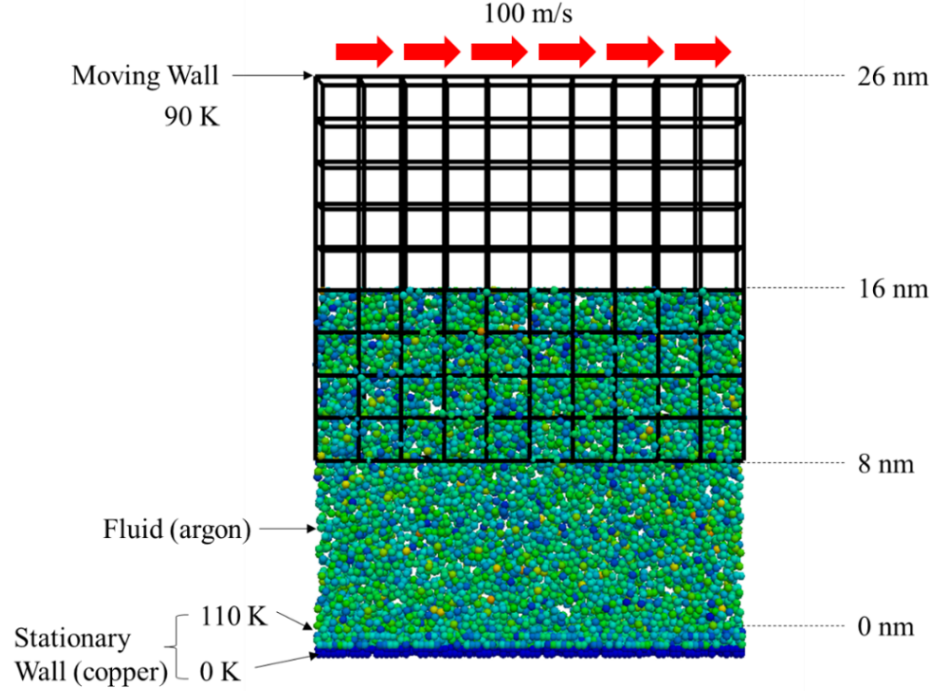 100 m/s
Moving Wall
90 K
26 nm
16 nm
8 nm
Fluid (argon)
0 nm
Stationary
Wall (copper)
110 K
0 K